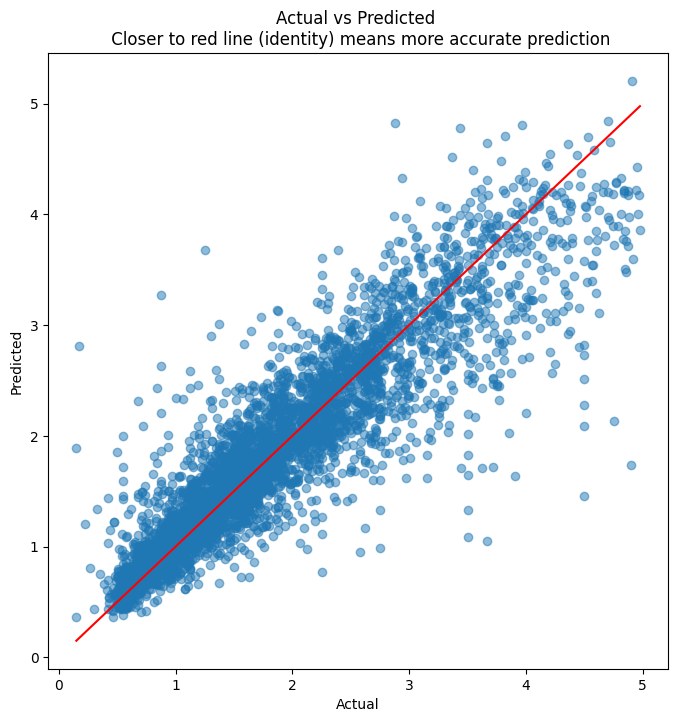 Actual vs Predicted
Closer to red line (identity) means more accurate prediction
5
4
3
2
1
0
Predicted
0 1 2 3 4 5
Actual